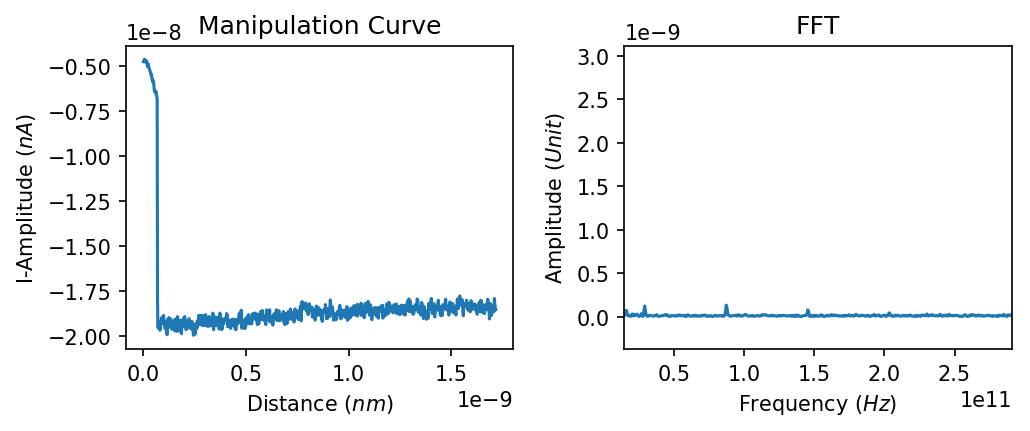 Manipulation Curve
1e−8
−0.50
−0.75
−1.00
−1.25
−1.50
−1.75
−2.00
I-Amplitude (nA)
0.0 0.5 1.0 1.5
1e−9
Distance (nm)
FFT
1e−9
3.0
2.5
2.0
1.5
1.0
0.5
0.0
Amplitude (Unit)
0.5 1.0 1.5 2.0 2.5
1e11
Frequency (Hz)